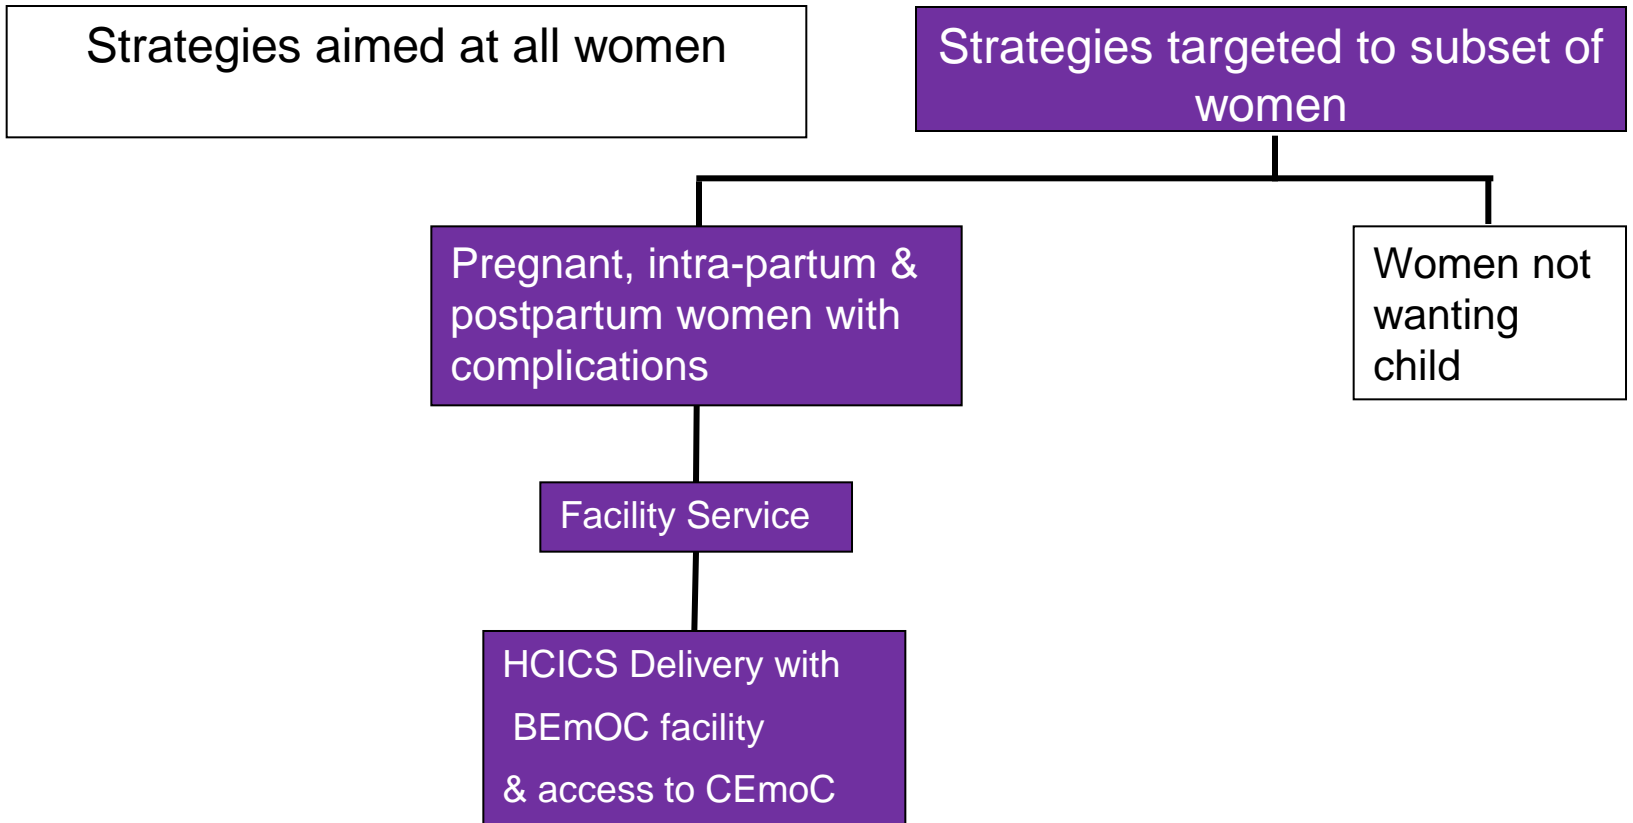 Strategies aimed at all women
Strategies targeted to subset of
women
Pregnant, intra-partum &
postpartum women with
complications
Women not
wanting
child
Facility Service
HCICS Delivery with
BEmOC facility
& access to CEmoC